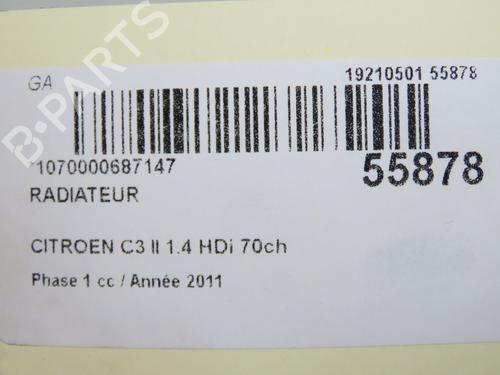 GA
19210501 55878
B-PARTS
*1070000687147
55878
RADIATEUR
CITROEN C3 II 1.4 HDi 70ch
Phase 1 cc / Année 2011